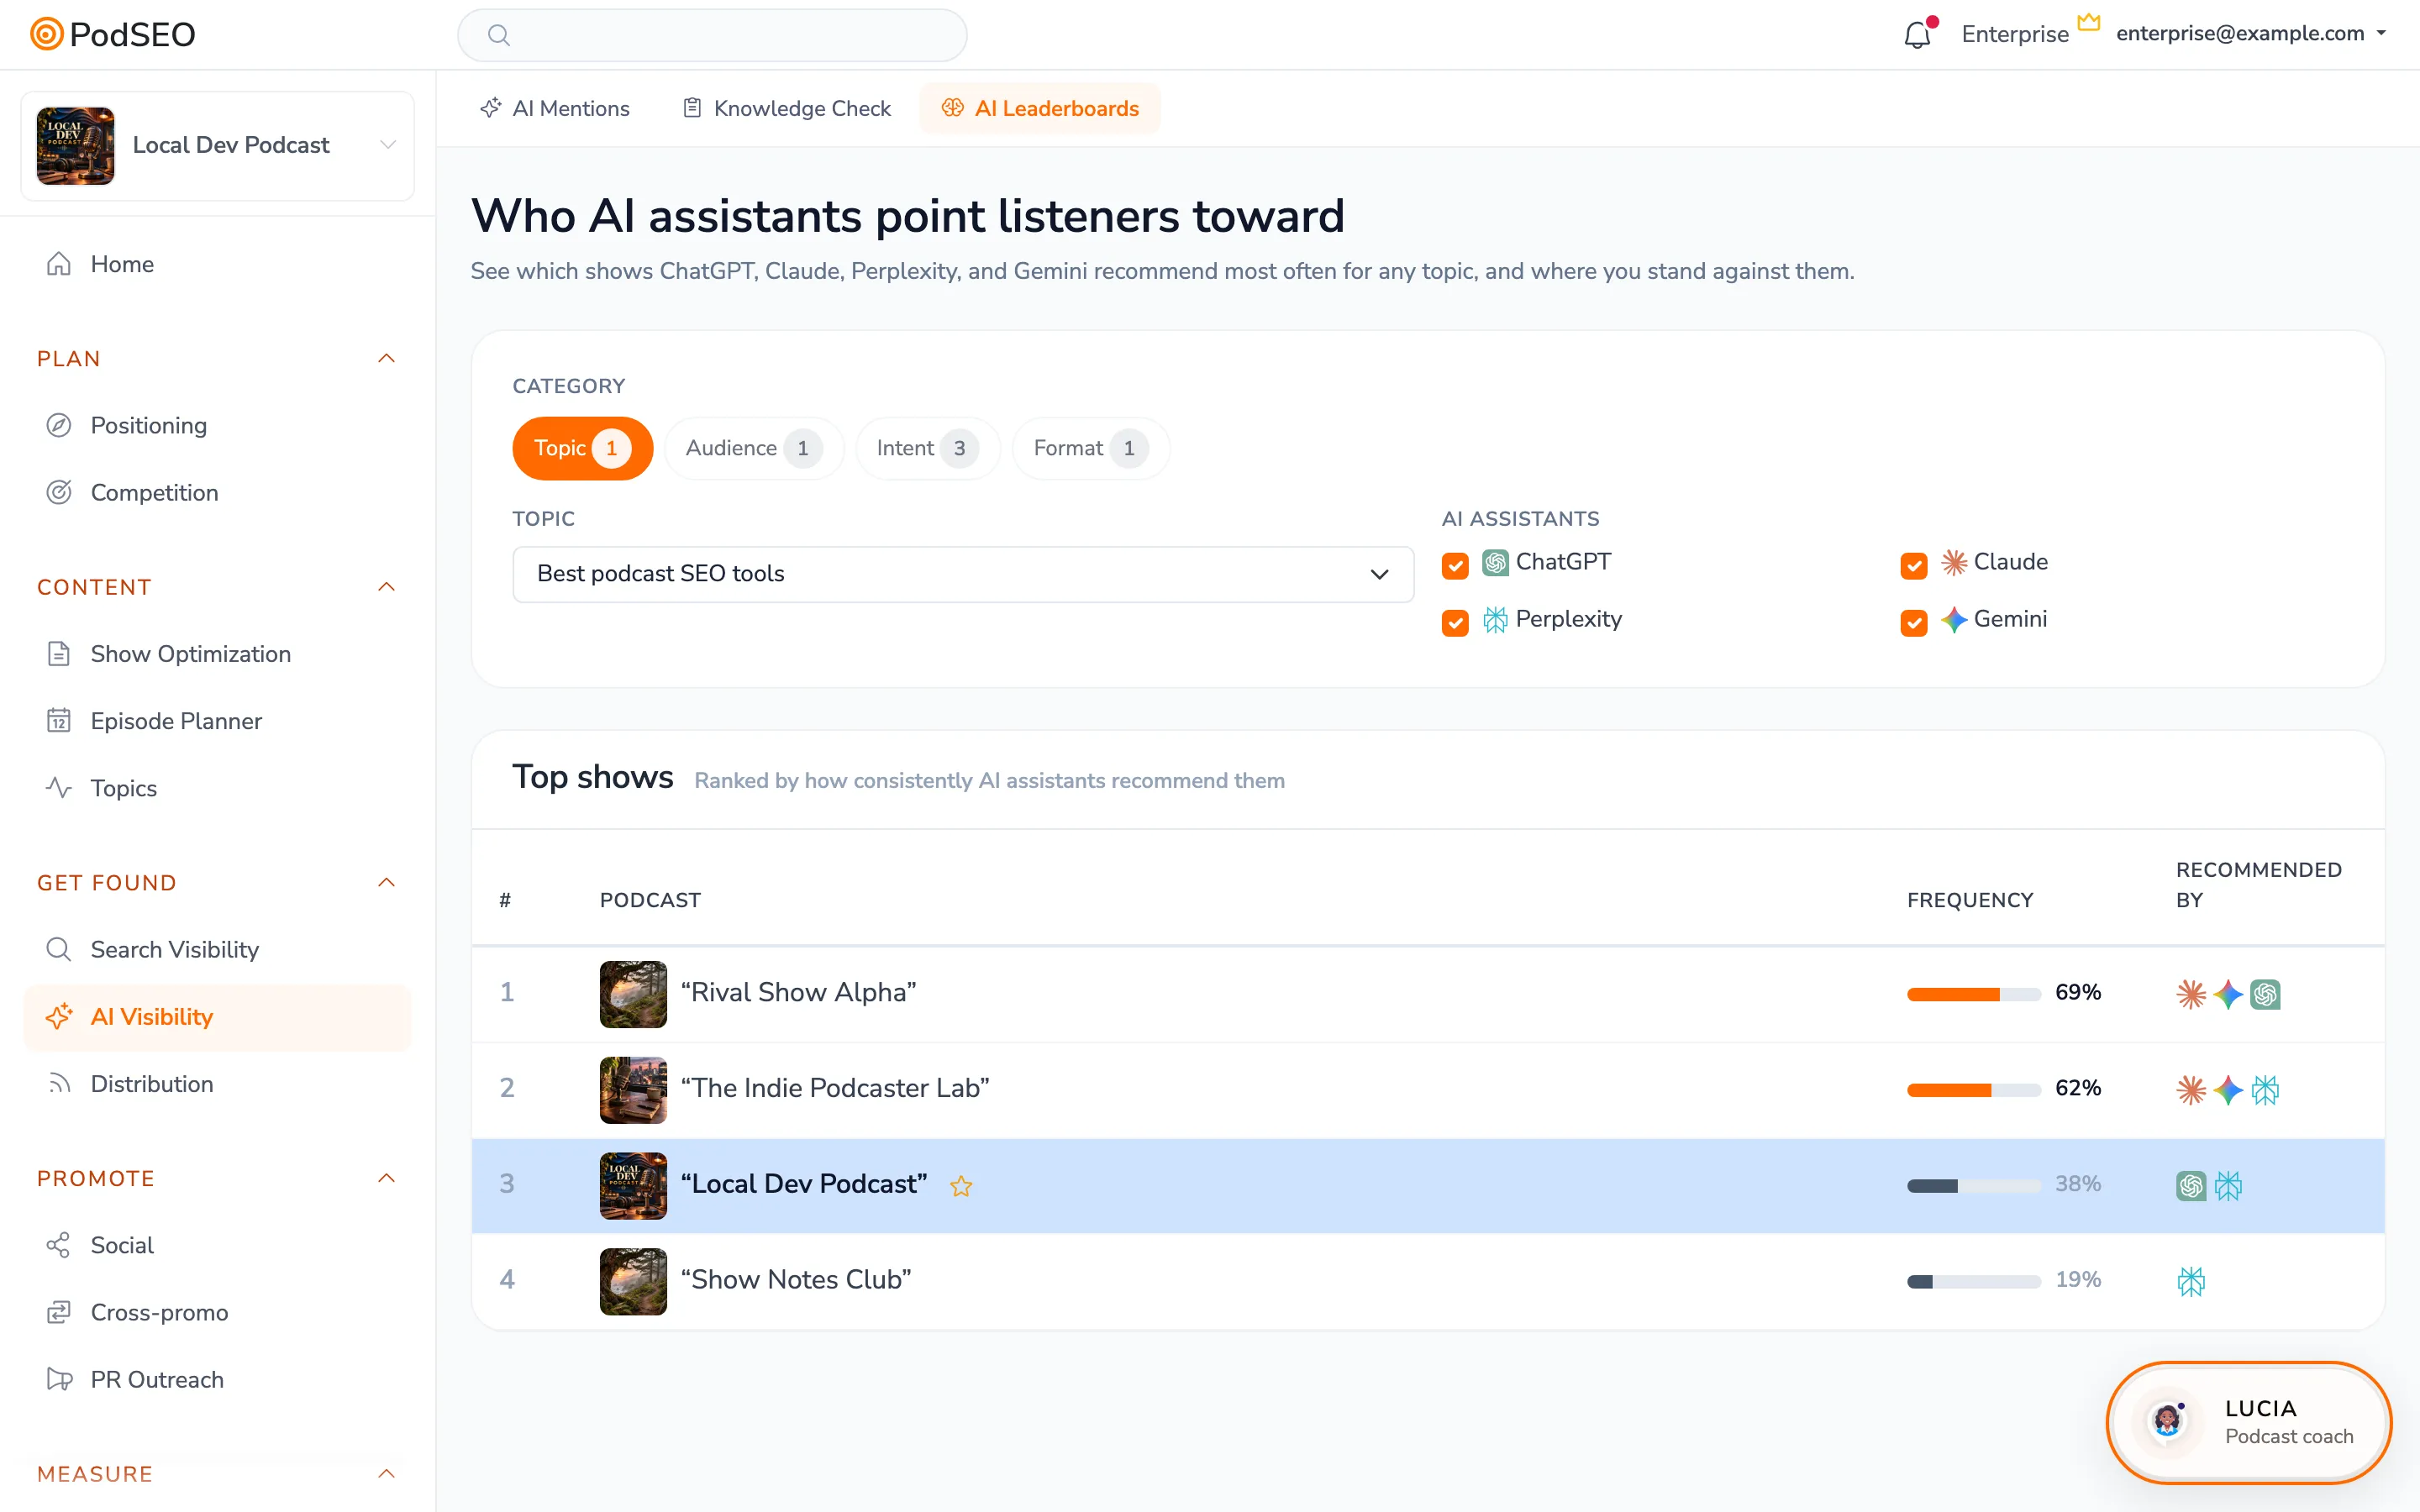 PodSEO
Enterprise
enterprise@example.com
Local Dev Podcast
Home
PLAN
Positioning
Competition
CONTENT
Show Optimization
12
Episode Planner
Topics
GET FOUND
Search Visibility
AI Visibility
Distribution
PROMOTE
Social
Cross-promo
PR Outreach
MEASURE
AI Mentions
Knowledge Check
AI Leaderboards
Who AI assistants point listeners toward
See which shows ChatGPT, Claude, Perplexity, and Gemini recommend most often for any topic, and where you stand against them.
CATEGORY
Topic 1
Audience 1
Intent 3
Format 1
TOPIC
Best podcast SEO tools
AI ASSISTANTS
ChatGPT
Claude
Perplexity
Gemini
Top shows
Ranked by how consistently AI assistants recommend them
# PODCAST FREQUENCY RECOMMENDED BY
1 “Rival Show Alpha” 69%
2 “The Indie Podcaster Lab” 62%
LOCAL
DEV
PODCAST
3 “Local Dev Podcast” 38%
4 “Show Notes Club” 19%
LUCIA
Podcast coach